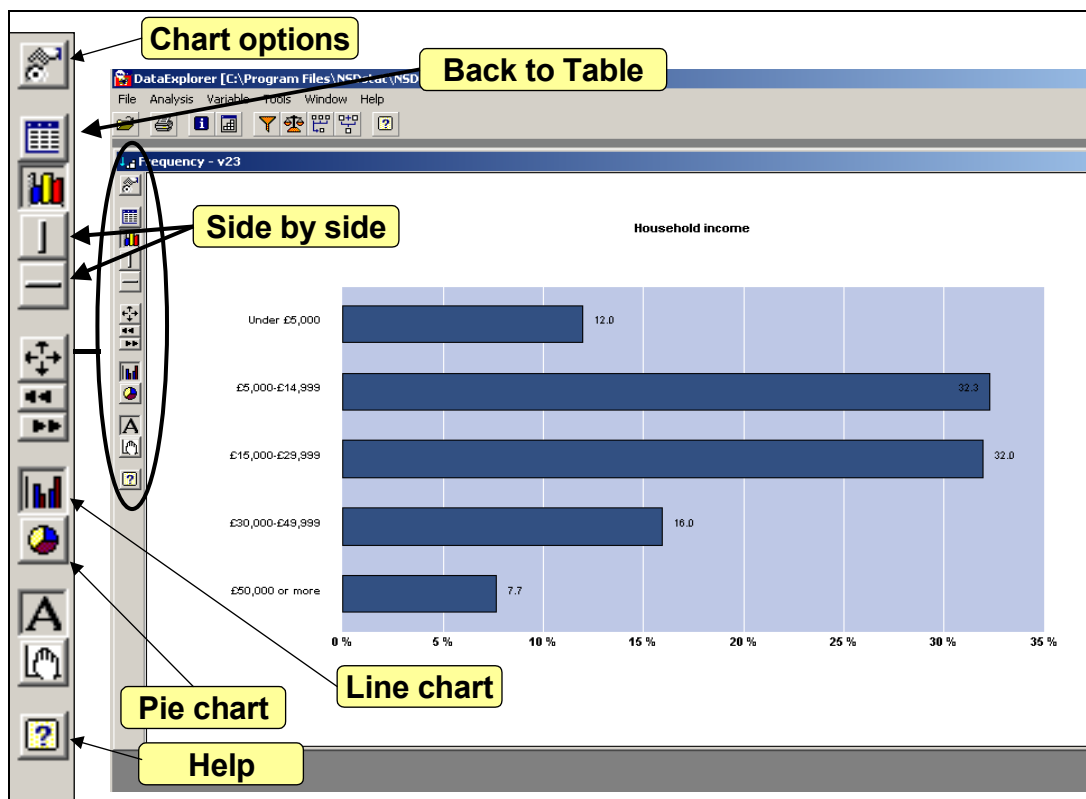 Chart options
Back to Table
DataExplorer [C:\Program Files\NSDstat\NSD
File Analysis Variable Tools Window Help
Frequency - v23
Side by side
Household income
Under £5,000
12.0
£5,000-£14,999
32.3
£15,000-£29,999
32.0
£30,000-£49,999
16.0
£50,000 or more
7.7
0 % 5 % 10 % 15 % 20 % 25 % 30 % 35 %
Line chart
Pie chart
Help